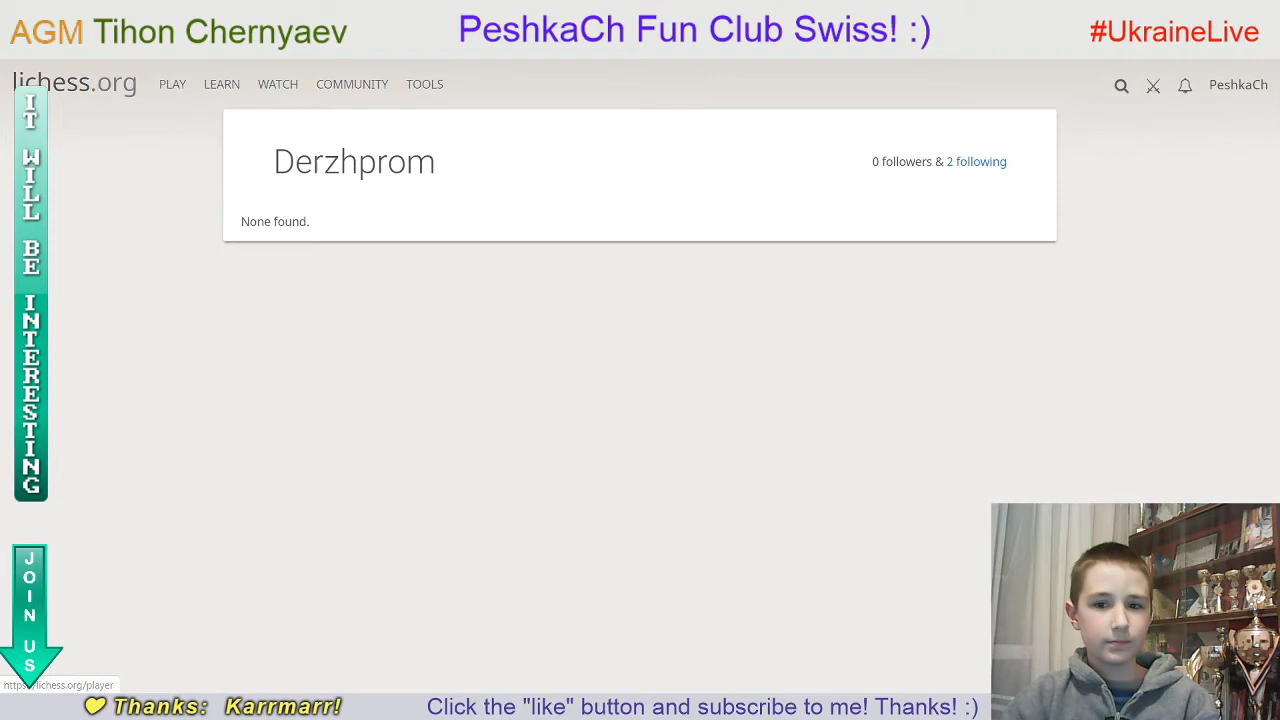 AGM Tihon Chernyaev
PeshkaCh Fun Club Swiss! :)
#UkraineLive
lichess.org
PLAY LEARN WATCH COMMUNITY TOOLS
PeshkaCh
Derzhprom
0 followers & 2 following
None found.
IT WILL BE INTERESTING
JOIN US
https://lichess.org/player
Thanks: Karrmarr!
Click the "like" button and subscribe to me! Thanks! :)